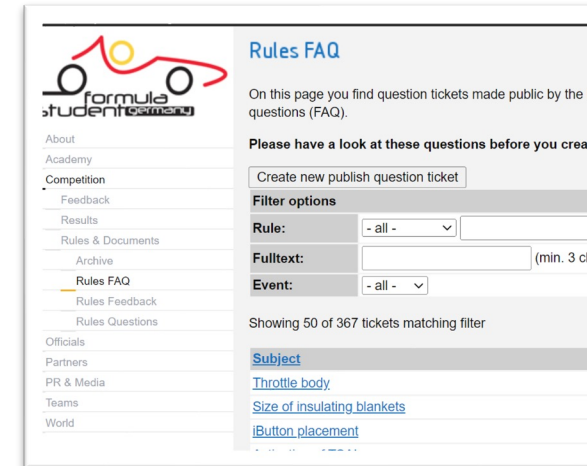 formula
student germany
About
Academy
Competition
Feedback
Results
Rules & Documents
Archive
Rules FAQ
Rules Feedback
Rules Questions
Officials
Partners
PR & Media
Teams
World
Rules FAQ
On this page you find question tickets made public by the
questions (FAQ).
Please have a look at these questions before you crea
Create new publish question ticket
Filter options
Rule: - all -
Fulltext: (min. 3 cl
Event: - all -
Showing 50 of 367 tickets matching filter
Subject
Throttle body
Size of insulating blankets
iButton placement